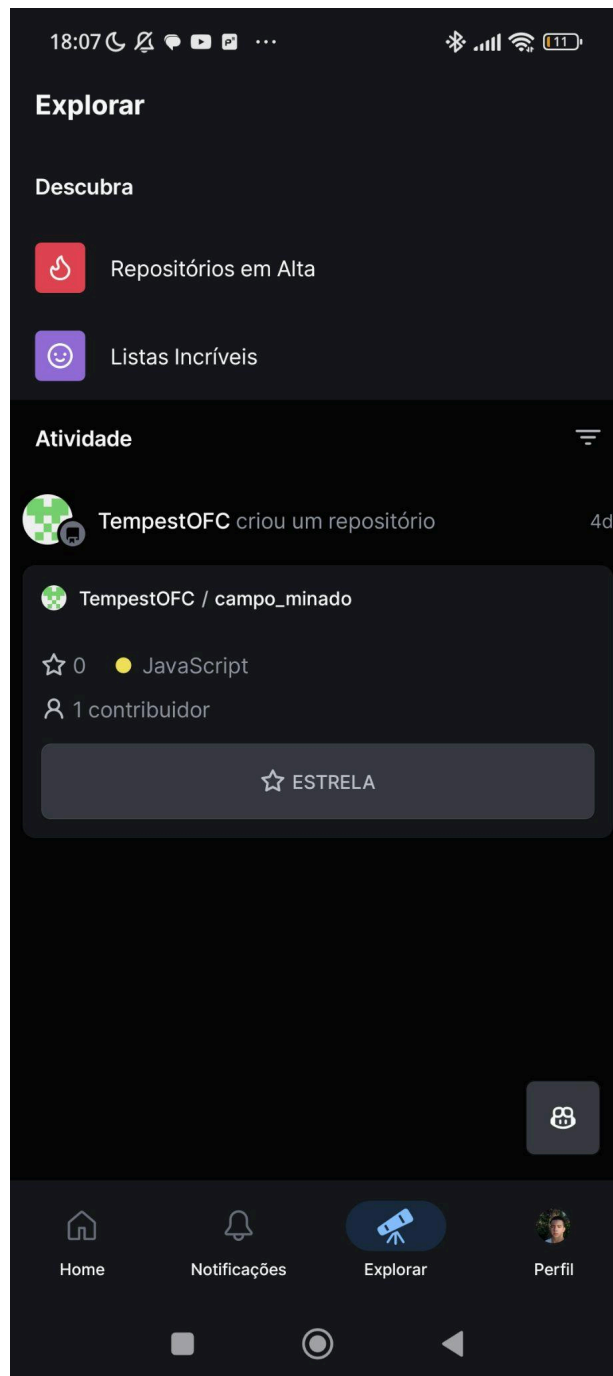 18:07
11
Explorar
Descubra
Repositórios em Alta
Listas Incríveis
Atividade
TempestOFC criou um repositório 4d
TempestOFC / campo_minado
0 JavaScript
1 contribuidor
ESTRELA
Home Notificações Explorar Perfil